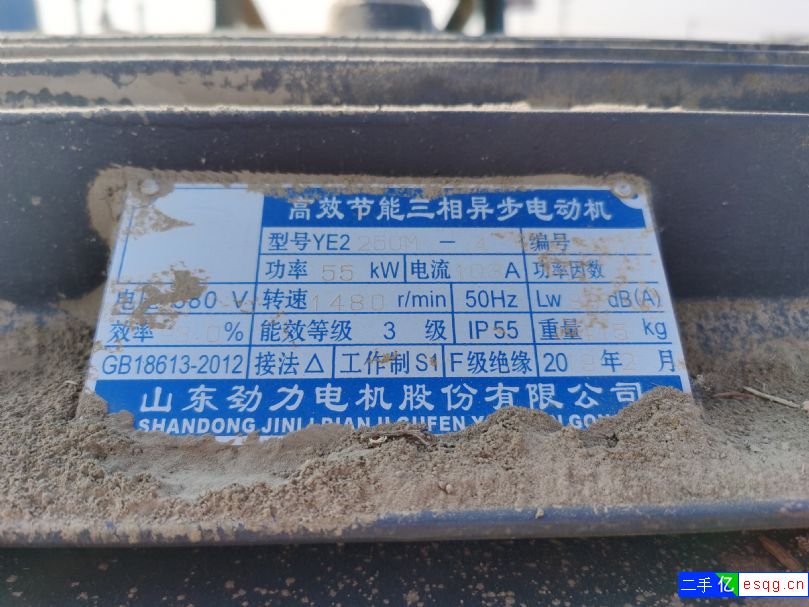 高效节能三相异步电动机
型号YE2 250M - 4 编号
功率 55 kW 电流 103 A 功率因数
电压 380 V 转速 1480 r/min 50Hz Lw dB(A)
效率 % 能效等级 3 级 IP55 重量 kg
GB18613-2012 接法 △ 工作制 S1 F级绝缘 20 月
山东劲力电机股份有限公司
SHANDONG JINLI
二手亿 esqg.cn